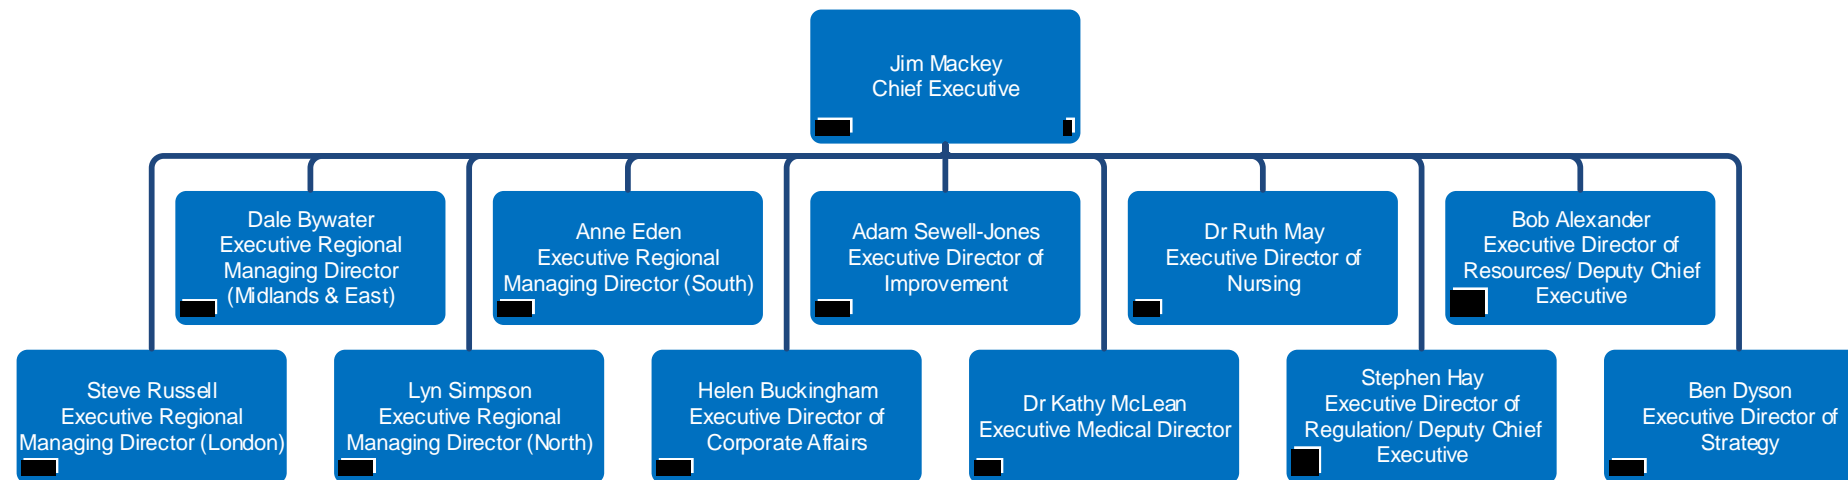 Jim Mackey
Chief Executive
Dale Bywater
Executive Regional
Managing Director
(Midlands & East)
Anne Eden
Executive Regional
Managing Director (South)
Adam Sewell-Jones
Executive Director of
Improvement
Dr Ruth May
Executive Director of
Nursing
Bob Alexander
Executive Director of
Resources/ Deputy Chief
Executive
Steve Russell
Executive Regional
Managing Director (London)
Lyn Simpson
Executive Regional
Managing Director (North)
Helen Buckingham
Executive Director of
Corporate Affairs
Dr Kathy McLean
Executive Medical Director
Stephen Hay
Executive Director of
Regulation/ Deputy Chief
Executive
Ben Dyson
Executive Director of
Strategy